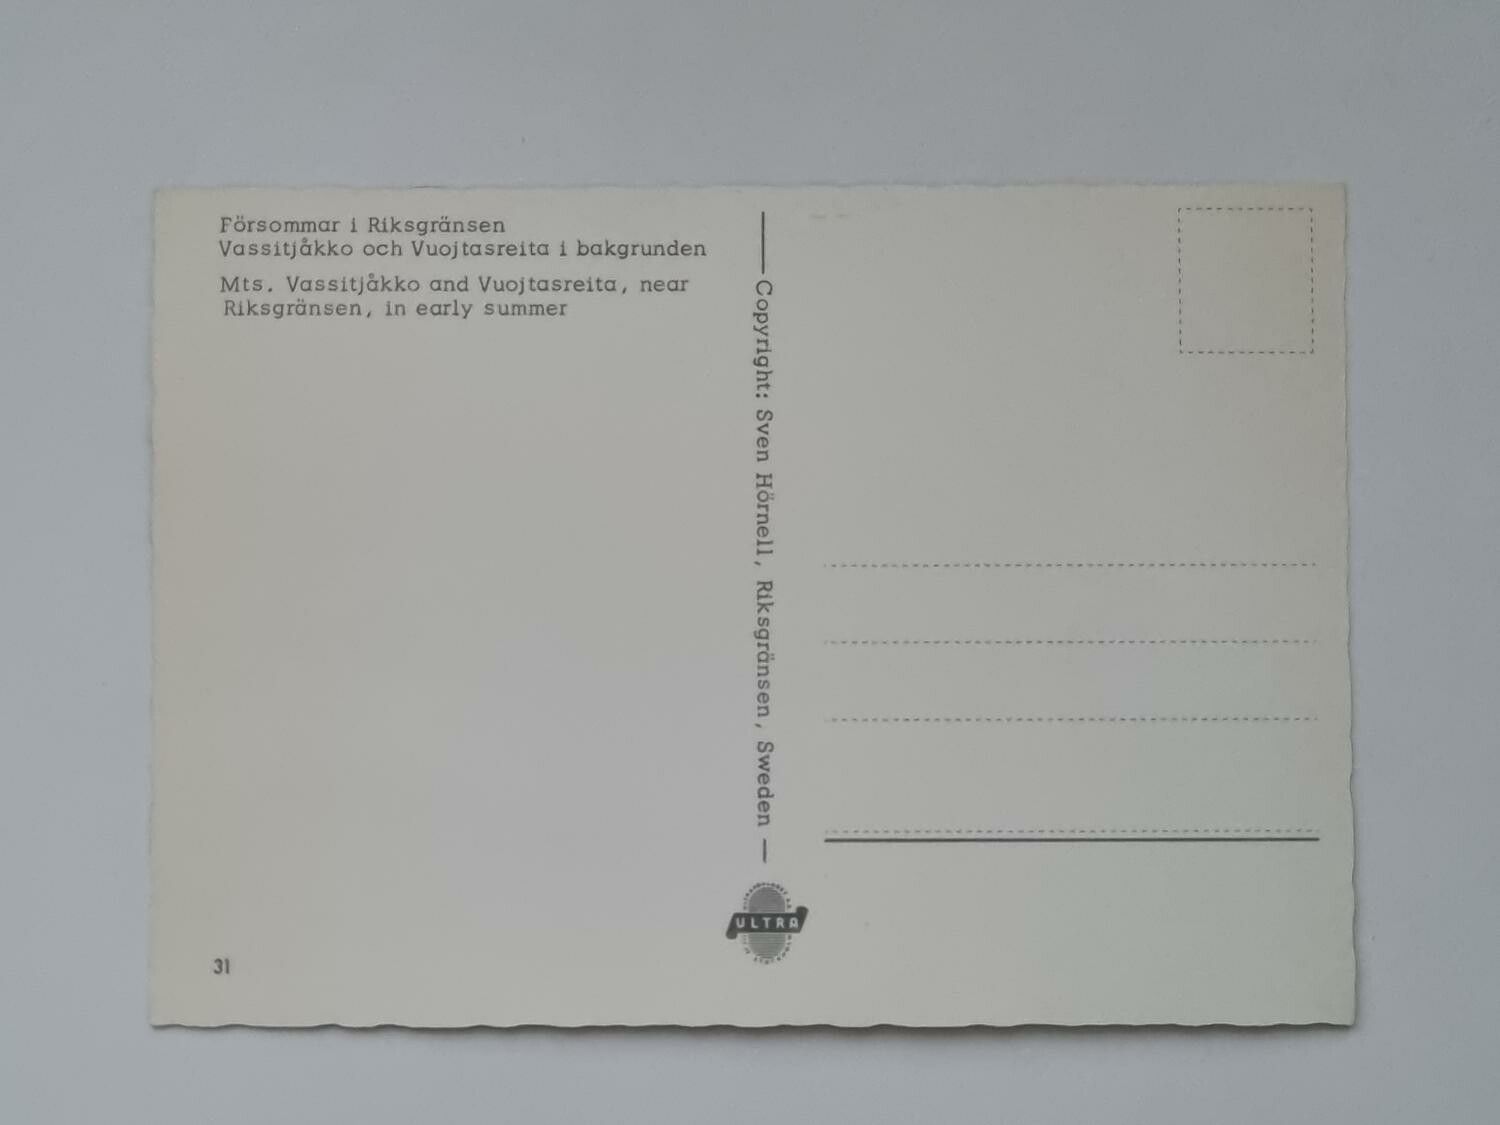 Försommar i Riksgränsen
Vassitjåkko och Vuojtasreita i bakgrunden
Mts. Vassitjåkko and Vuojtasreita, near
Riksgränsen, in early summer
Copyright: Sven Hörnell, Riksgränsen, Sweden
ULTRA
31